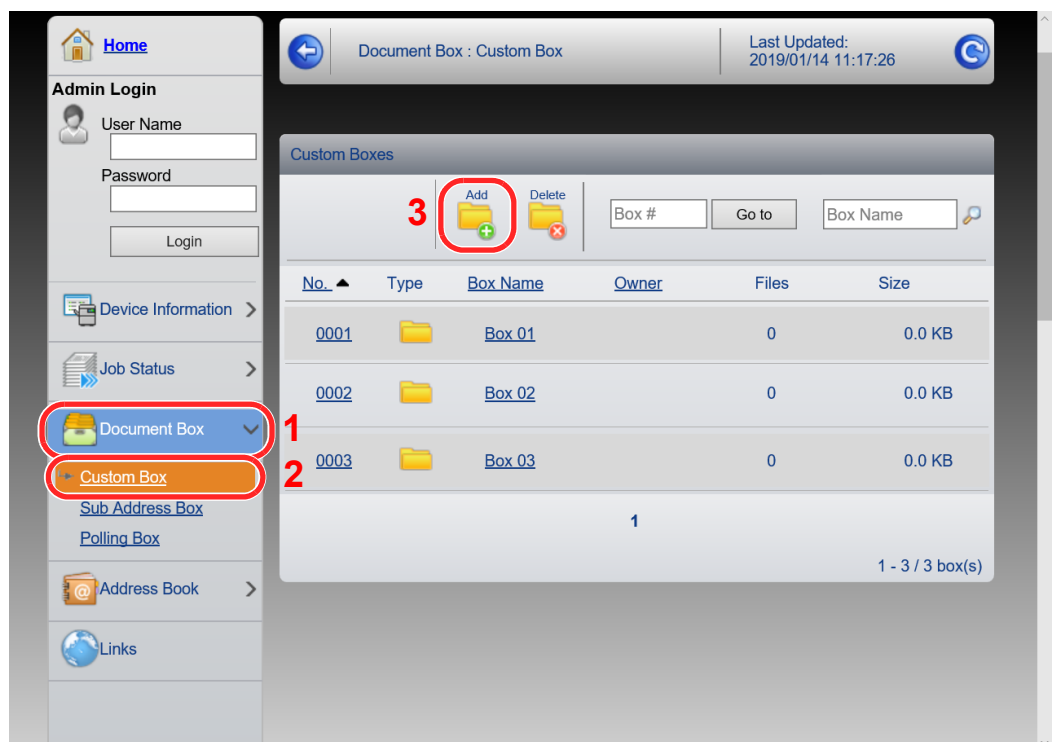 Home
Admin Login
User Name
Password
Login
Device Information
Job Status
Document Box
1
Custom Box
2
Sub Address Box
Polling Box
Address Book
Links
Document Box : Custom Box
Last Updated:
2019/01/14 11:17:26
Custom Boxes
3
Add
Delete
Box #
Go to
Box Name
No. Type Box Name Owner Files Size
0001 Box 01 0 0.0 KB
0002 Box 02 0 0.0 KB
0003 Box 03 0 0.0 KB
1
1 - 3 / 3 box(s)